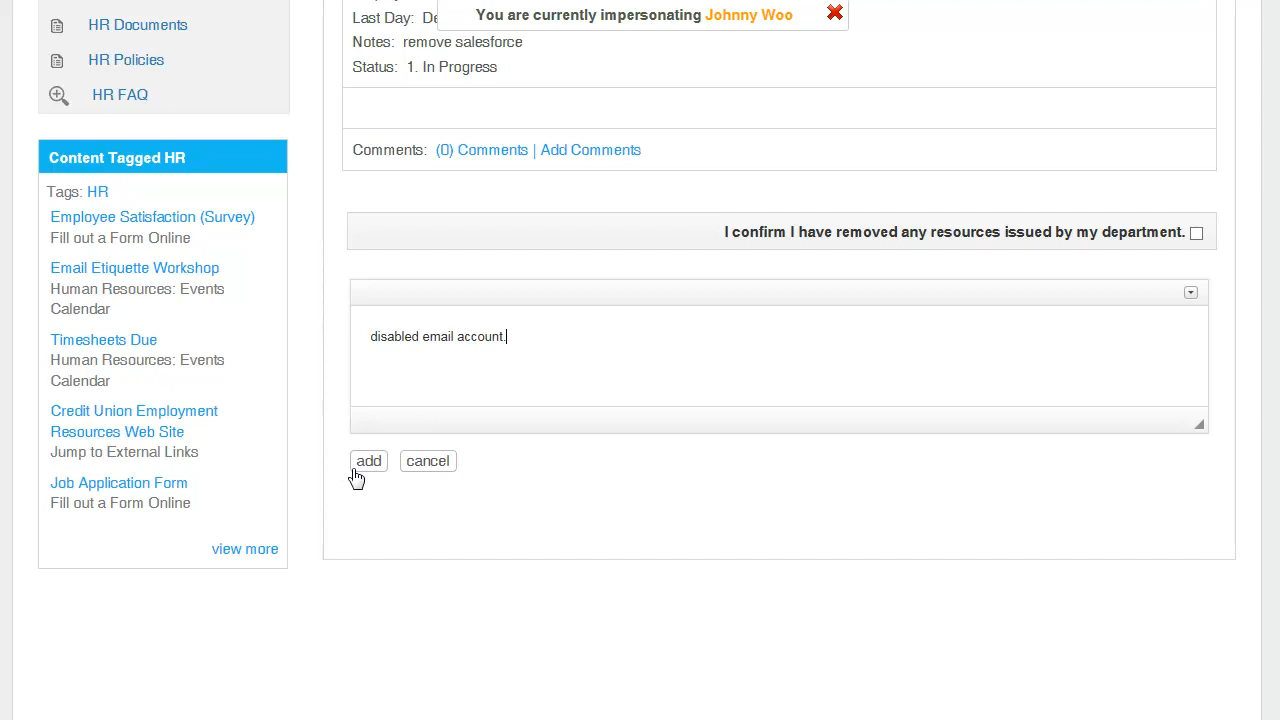 HR Documents
HR Policies
HR FAQ
Content Tagged HR
Tags: HR
Employee Satisfaction (Survey)
Fill out a Form Online
Email Etiquette Workshop
Human Resources: Events
Calendar
Timesheets Due
Human Resources: Events
Calendar
Credit Union Employment
Resources Web Site
Jump to External Links
Job Application Form
Fill out a Form Online
view more
You are currently impersonating Johnny Woo
Last Day:
Notes: remove salesforce
Status: 1. In Progress
Comments: (0) Comments | Add Comments
I confirm I have removed any resources issued by my department.
disabled email account.
add cancel